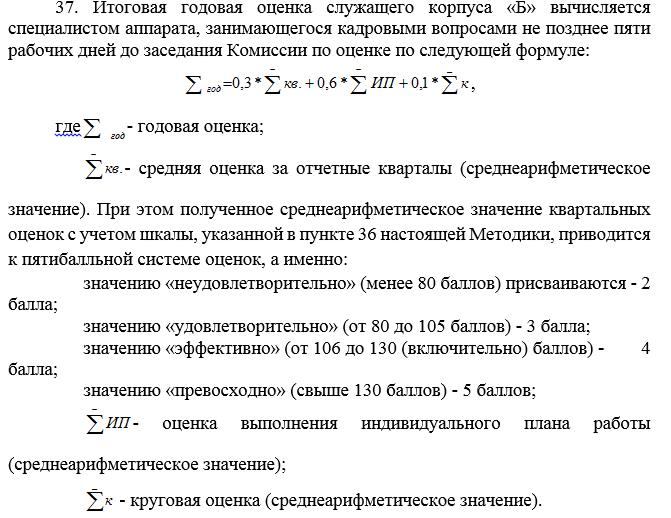 37. Итоговая годовая оценка служащего корпуса «Б» вычисляется
специалистом аппарата, занимающегося кадровыми вопросами не позднее пяти
рабочих дней до заседания Комиссии по оценке по следующей формуле:
∑ год =0,3 * ∑̄ кв. + 0,6 * ∑̄ ИП + 0,1 * ∑̄ к ,
где ∑ год - годовая оценка;
∑̄ кв. - средняя оценка за отчетные кварталы (среднеарифметическое
значение). При этом полученное среднеарифметическое значение квартальных
оценок с учетом шкалы, указанной в пункте 36 настоящей Методики, приводится
к пятибалльной системе оценок, а именно:
значению «неудовлетворительно» (менее 80 баллов) присваиваются - 2
балла;
значению «удовлетворительно» (от 80 до 105 баллов) - 3 балла;
значению «эффективно» (от 106 до 130 (включительно) баллов) - 4
балла;
значению «превосходно» (свыше 130 баллов) - 5 баллов;
∑̄ ИП - оценка выполнения индивидуального плана работы
(среднеарифметическое значение);
∑̄ к - круговая оценка (среднеарифметическое значение).